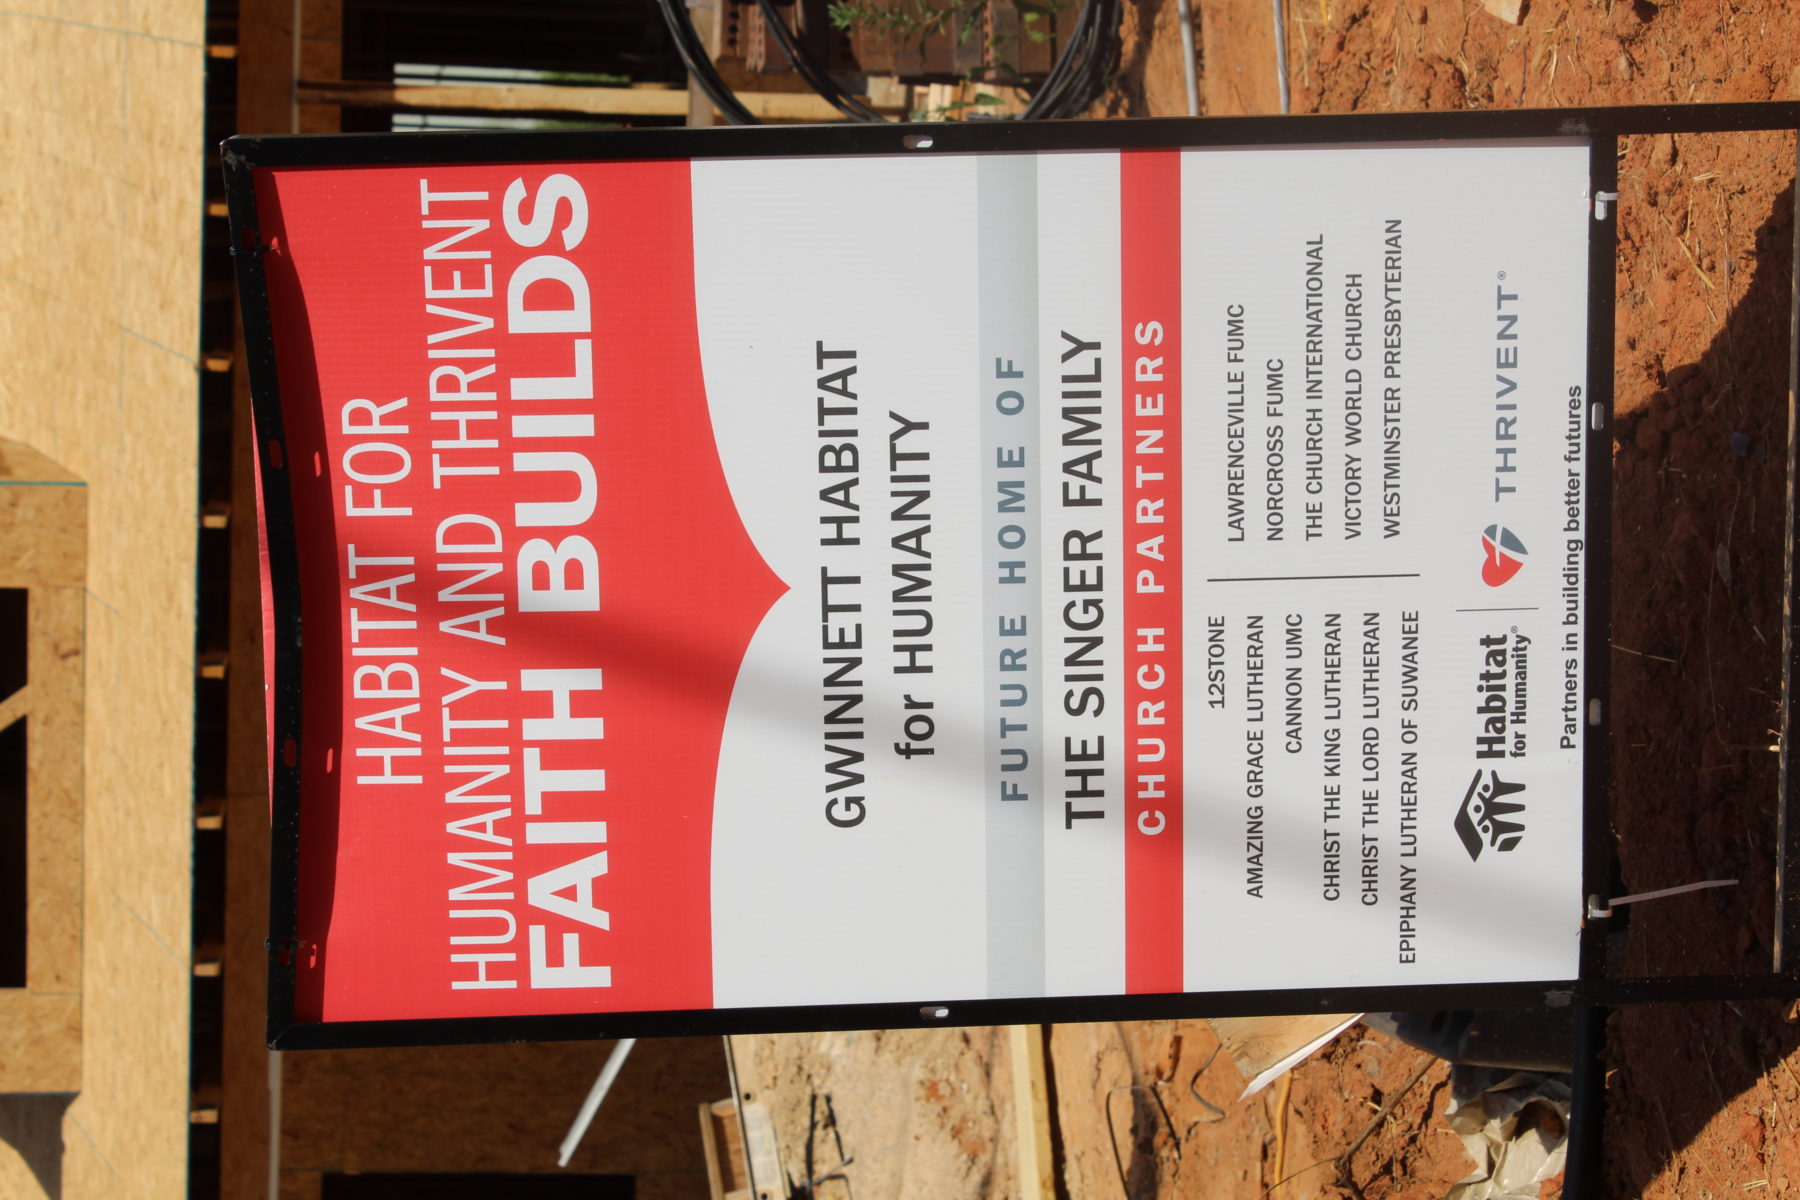 HABITAT FOR
HUMANITY AND THRIVENT
FAITH BUILDS
GWINNETT HABITAT
for HUMANITY
FUTURE HOME OF
THE SINGER FAMILY
CHURCH PARTNERS
12STONE
AMAZING GRACE LUTHERAN
CANNON UMC
CHRIST THE KING LUTHERAN
CHRIST THE LORD LUTHERAN
EPIPHANY LUTHERAN OF SUWANEE
LAWRENCEVILLE FUMC
NORCROSS FUMC
THE CHURCH INTERNATIONAL
VICTORY WORLD CHURCH
WESTMINSTER PRESBYTERIAN
Habitat
for Humanity®
THRIVENT®
Partners in building better futures